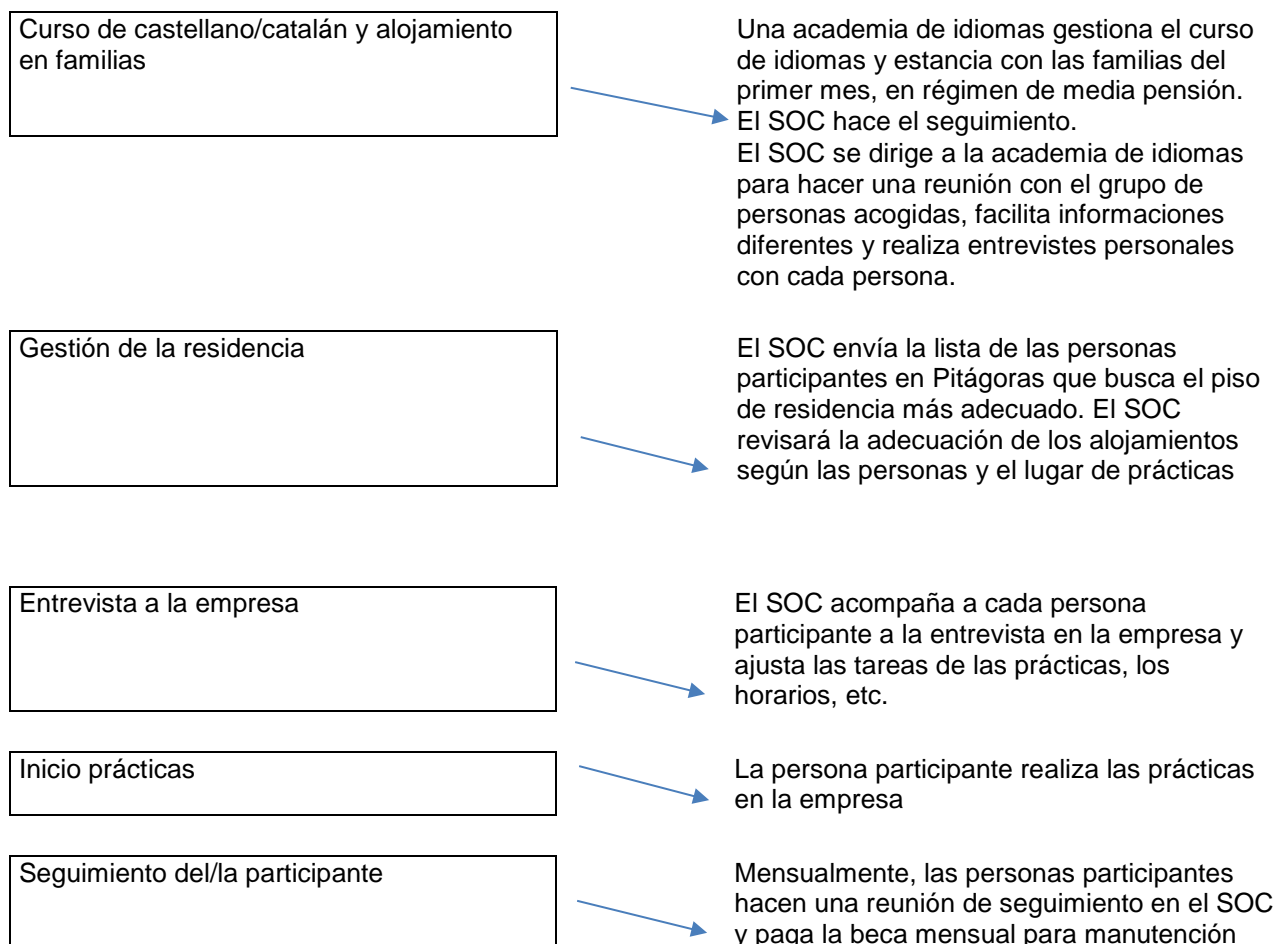 Curso de castellano/catalán y alojamiento
en familias
Una academia de idiomas gestiona el curso
de idiomas y estancia con las familias del
primer mes, en régimen de media pensión.
El SOC hace el seguimiento.
El SOC se dirige a la academia de idiomas
para hacer una reunión con el grupo de
personas acogidas, facilita informaciones
diferentes y realiza entrevistes personales
con cada persona.
Gestión de la residencia
El SOC envía la lista de las personas
participantes en Pitágoras que busca el piso
de residencia más adecuado. El SOC
revisará la adecuación de los alojamientos
según las personas y el lugar de prácticas
Entrevista a la empresa
El SOC acompaña a cada persona
participante a la entrevista en la empresa y
ajusta las tareas de las prácticas, los
horarios, etc.
Inicio prácticas
La persona participante realiza las prácticas
en la empresa
Seguimiento del/la participante
Mensualmente, las personas participantes
hacen una reunión de seguimiento en el SOC
y paga la beca mensual para manutención